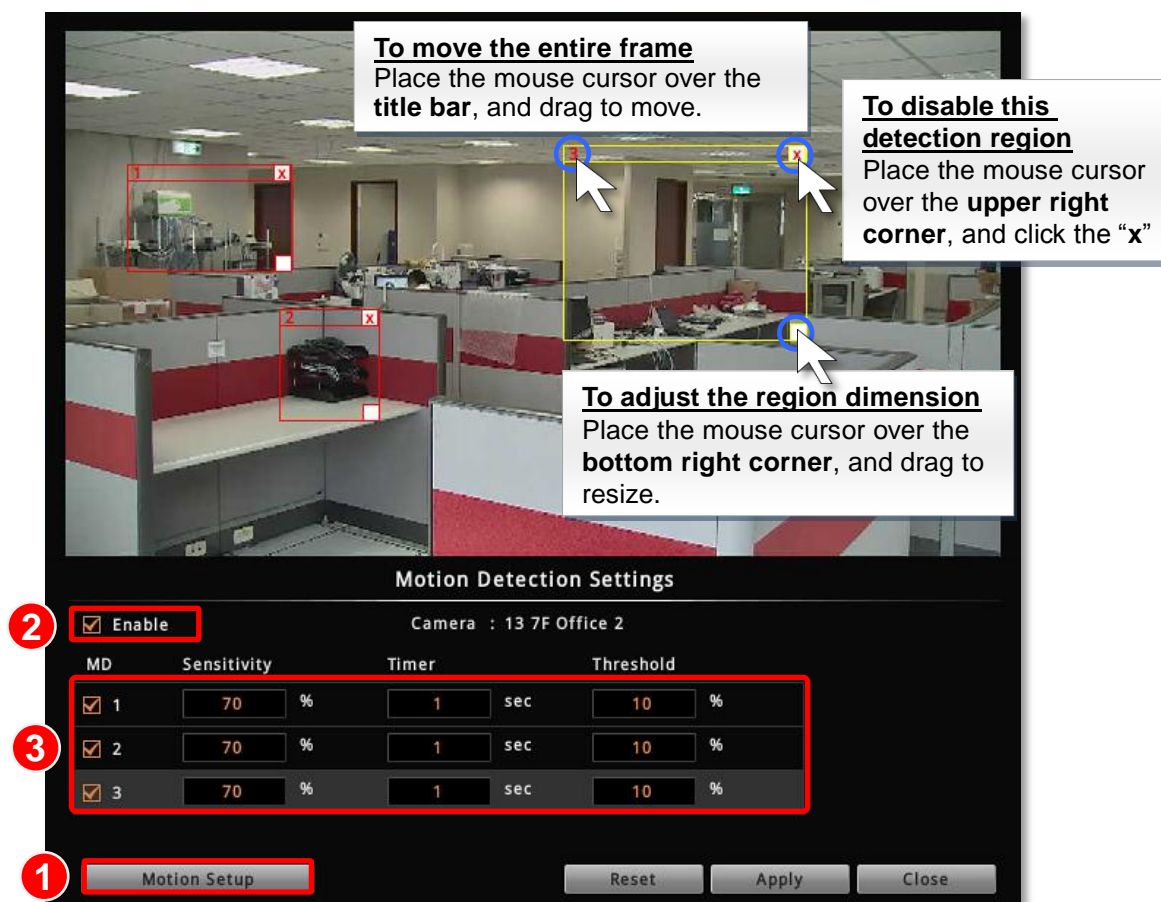 To move the entire frame
Place the mouse cursor over the
title bar, and drag to move.
To disable this
detection region
Place the mouse cursor
over the upper right
corner, and click the “x”
1 x
3 x
2 x
To adjust the region dimension
Place the mouse cursor over the
bottom right corner, and drag to
resize.
Motion Detection Settings
2 Enable Camera : 13 7F Office 2
MD Sensitivity Timer Threshold
1 70 % 1 sec 10 %
3 2 70 % 1 sec 10 %
3 70 % 1 sec 10 %
1 Motion Setup Reset Apply Close